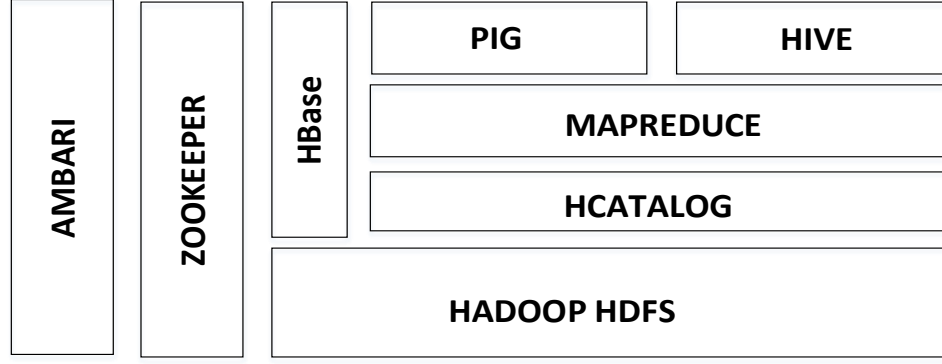 AMBARI
ZOOKEEPER
HBase
PIG
HIVE
MAPREDUCE
HCATALOG
HADOOP HDFS